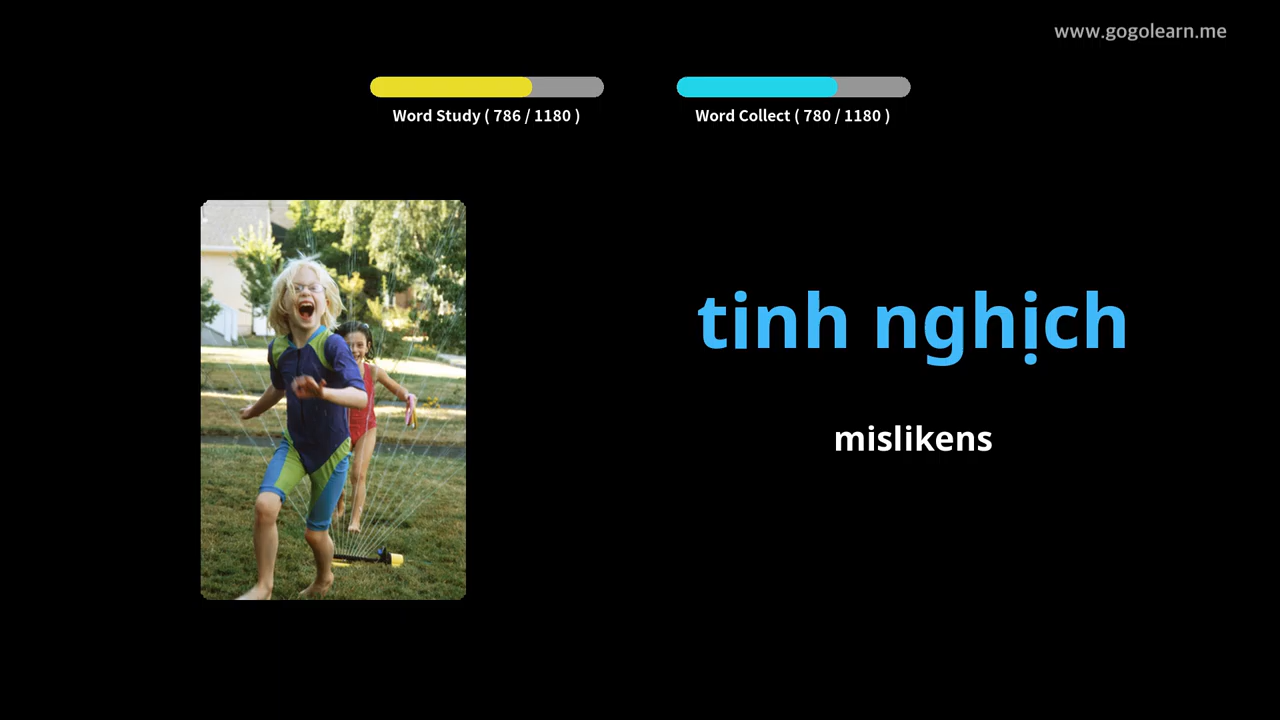 www.gogolearn.me
Word Study ( 786 / 1180 )
Word Collect ( 780 / 1180 )
tinh nghịch
mislikens